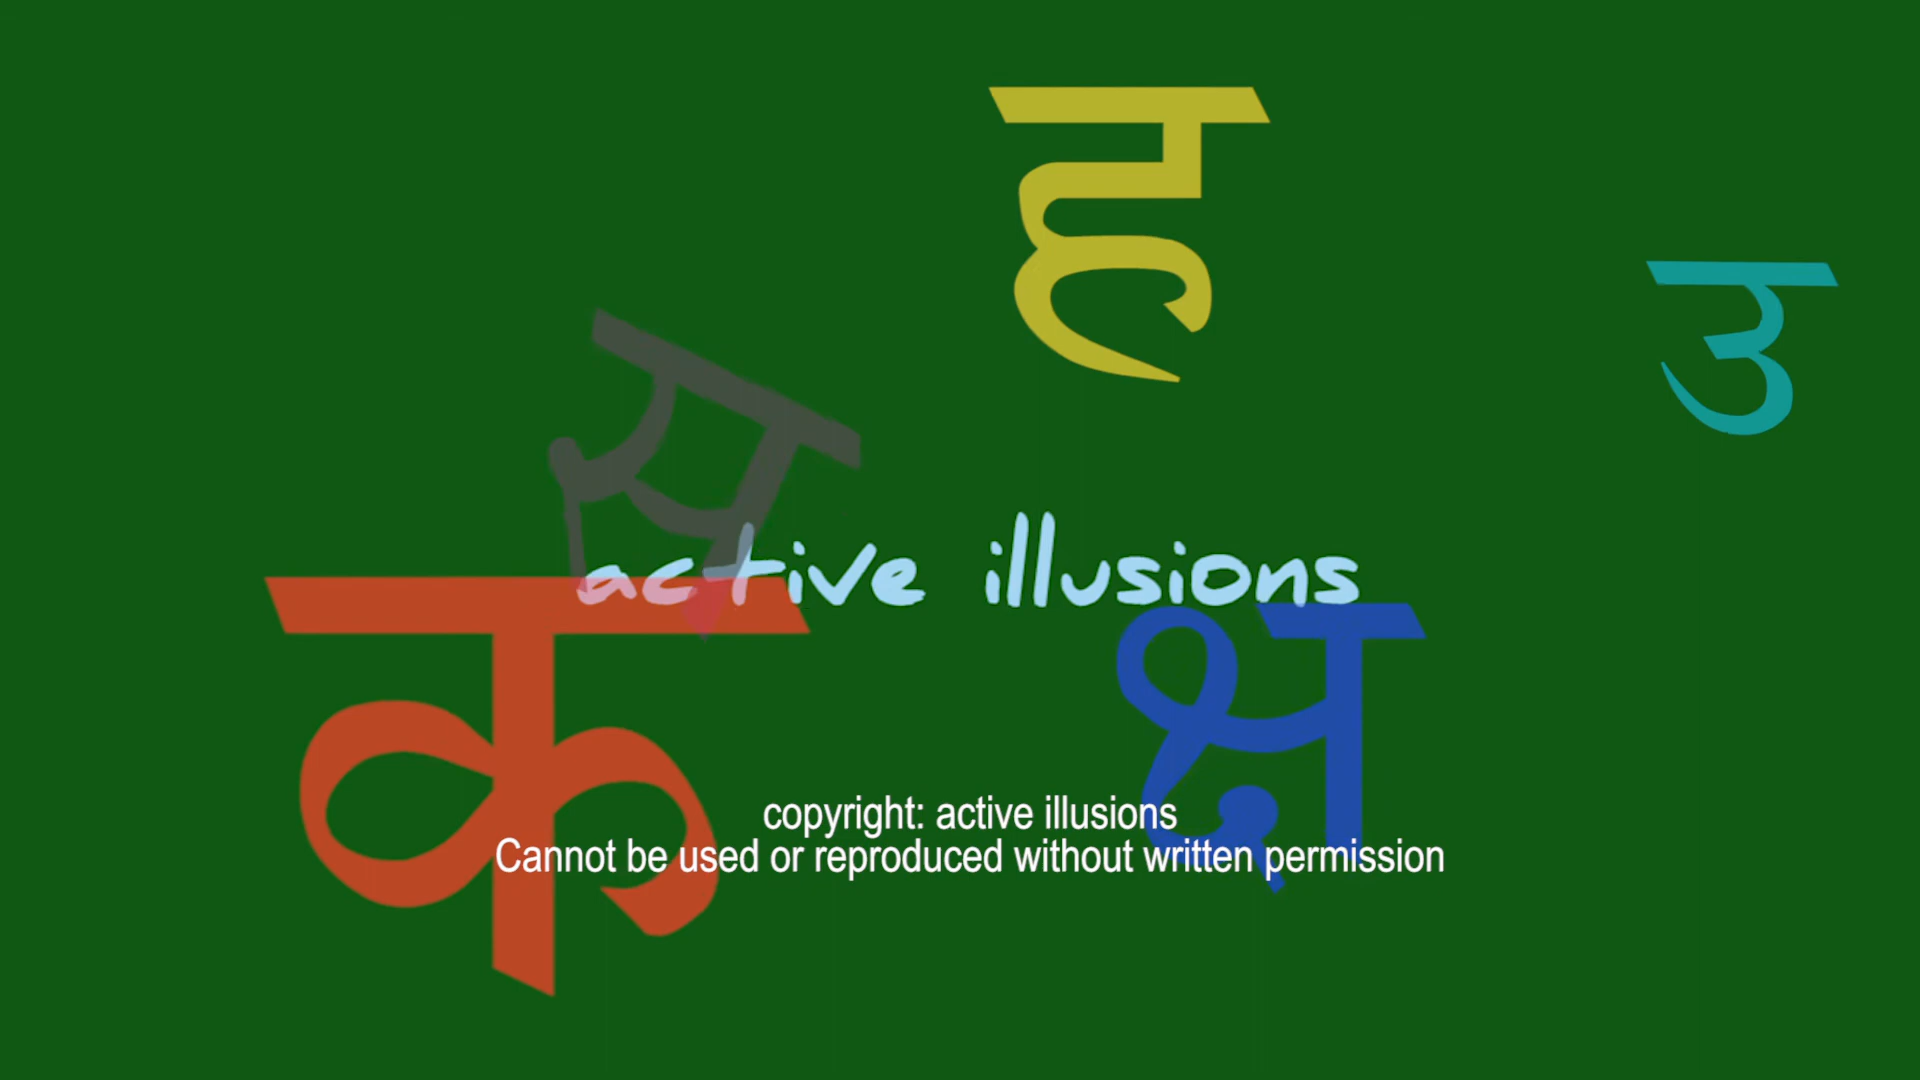 ह
उ
स
active illusions
क
क्ष
copyright: active illusions
Cannot be used or reproduced without written permission